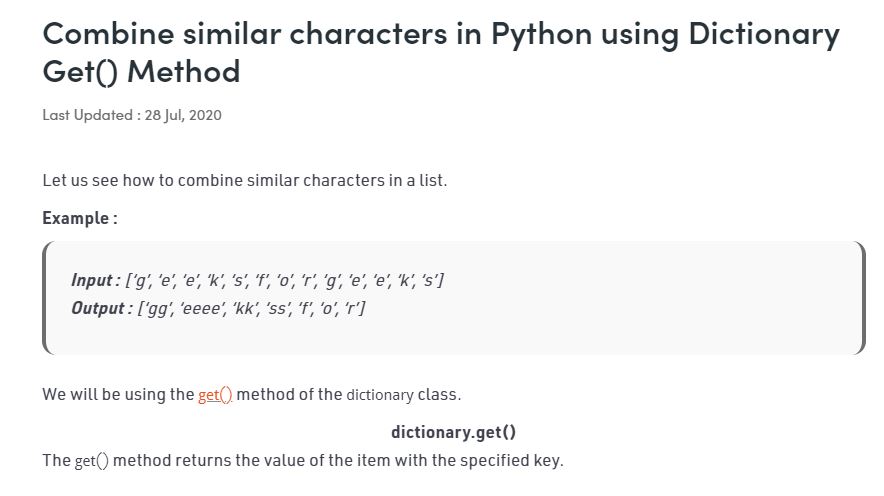 Combine similar characters in Python using Dictionary
Get() Method
Last Updated : 28 Jul, 2020
Let us see how to combine similar characters in a list.
Example :
Input : [‘g’, ‘e’, ‘e’, ‘k’, ‘s’, ‘f’, ‘o’, ‘r’, ‘g’, ‘e’, ‘e’, ‘k’, ‘s’]
Output : [‘gg’, ‘eeee’, ‘kk’, ‘ss’, ‘f’, ‘o’, ‘r’]
We will be using the get() method of the dictionary class.
dictionary.get()
The get() method returns the value of the item with the specified key.